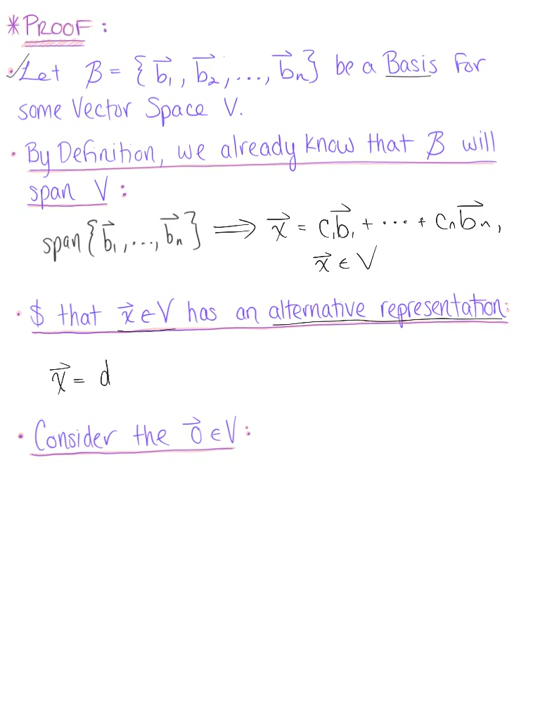 *PROOF:
Let B = {b⃗₁, b⃗₂, ..., b⃗n} be a Basis for
some Vector Space V.
• By Definition, we already know that B will
span V:
span{b⃗₁, ..., b⃗n} ⟹ x⃗ = c₁b⃗₁ + ... + cₙb⃗ₙ,
x⃗ ∈ V
• $ that x⃗ ∈ V has an alternative representation:
x⃗ = d
• Consider the 0⃗ ∈ V: